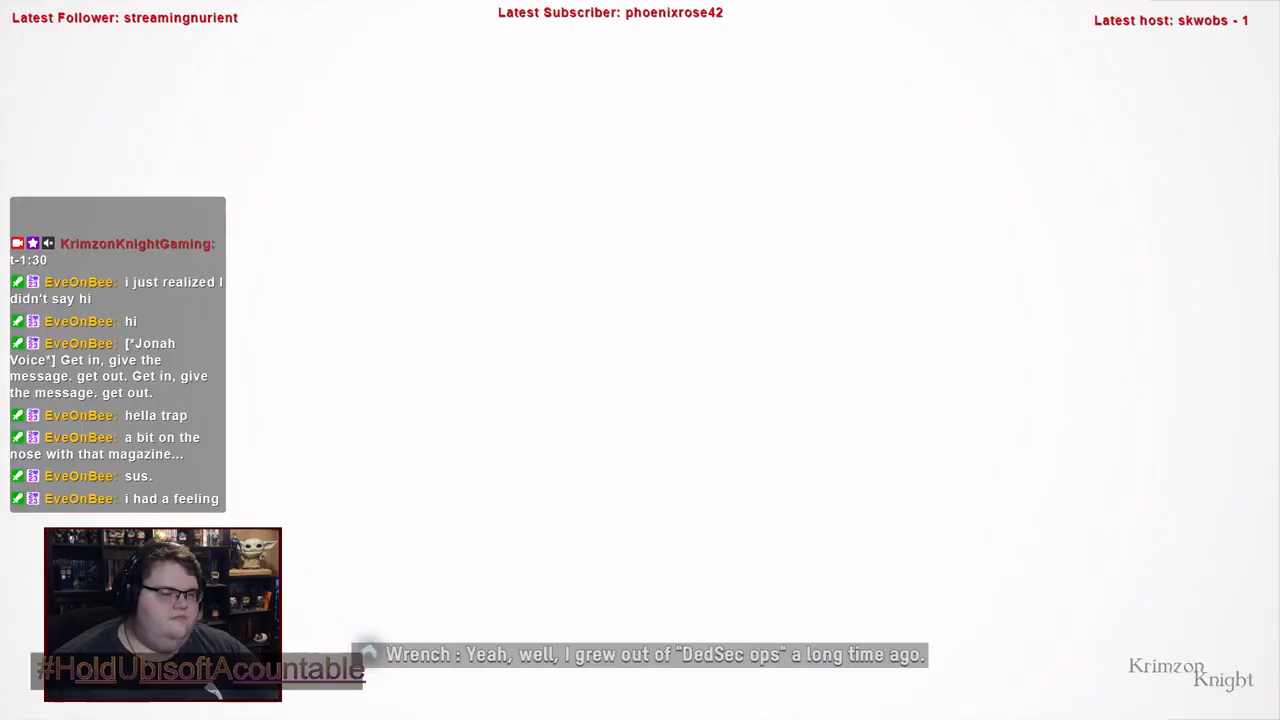 Latest Follower: streamingnurient
Latest Subscriber: phoenixrose42
Latest host: skwobs - 1
KrimzonKnightGaming:
t-1:30
EveOnBee: i just realized I
didn't say hi
EveOnBee: hi
EveOnBee: [*Jonah
Voice*] Get in, give the
message. get out. Get in, give
the message. get out.
EveOnBee: hella trap
EveOnBee: a bit on the
nose with that magazine...
EveOnBee: sus.
EveOnBee: i had a feeling
#HoldUbisoftAcountable
Wrench : Yeah, well, I grew out of "DedSec ops" a long time ago.
Krimzon
Knight